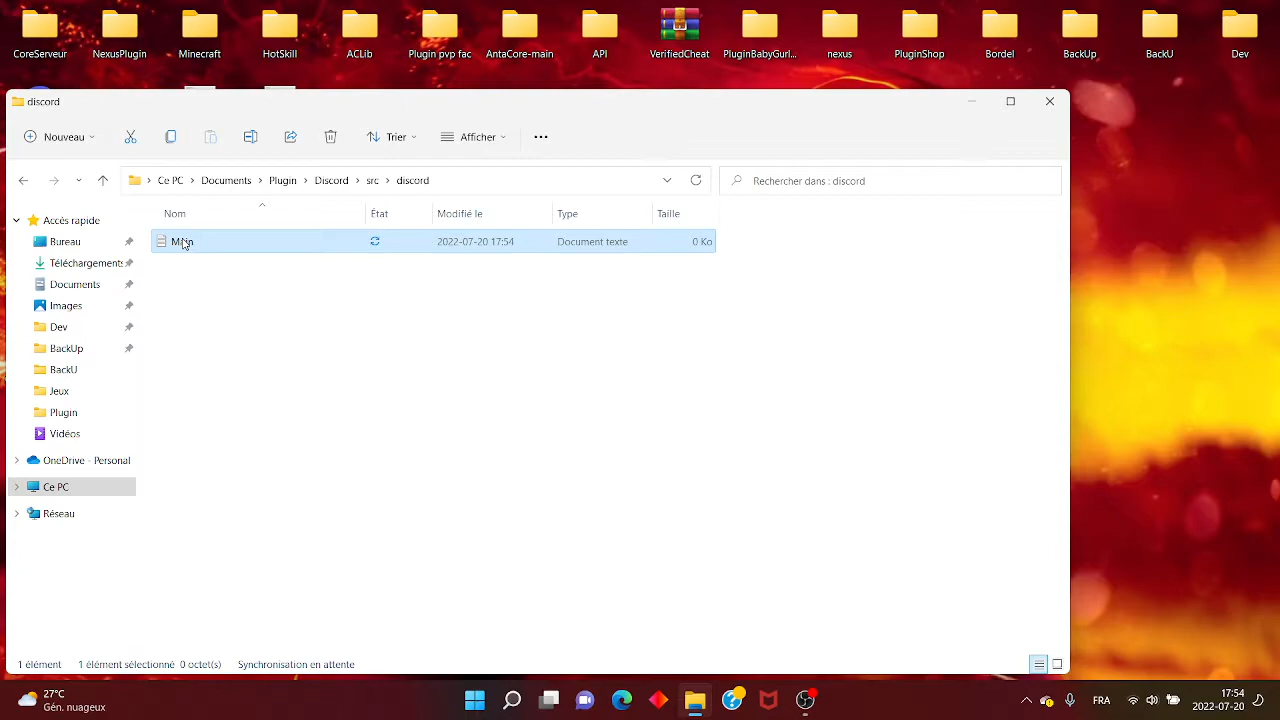 CoreServeur NexusPlugin Minecraft HotSkill ACLib Plugin pvp fac AntaCore-main API VerifiedCheat PluginBabyGurl... nexus PluginShop Bordel BackUp BackU Dev
discord
Nouveau Trier Afficher
Ce PC Documents Plugin Discord src discord Rechercher dans : discord
Nom État Modifié le Type Taille
Main 2022-07-20 17:54 Document texte 0 Ko
Accès rapide
Bureau
Téléchargements
Documents
Images
Dev
BackUp
BackU
Jeux
Plugin
Vidéos
OneDrive - Personal
Ce PC
Réseau
1 élément 1 élément sélectionné 0 octet(s) Synchronisation en attente
27°C
Gén. nuageux
FRA
17:54
2022-07-20